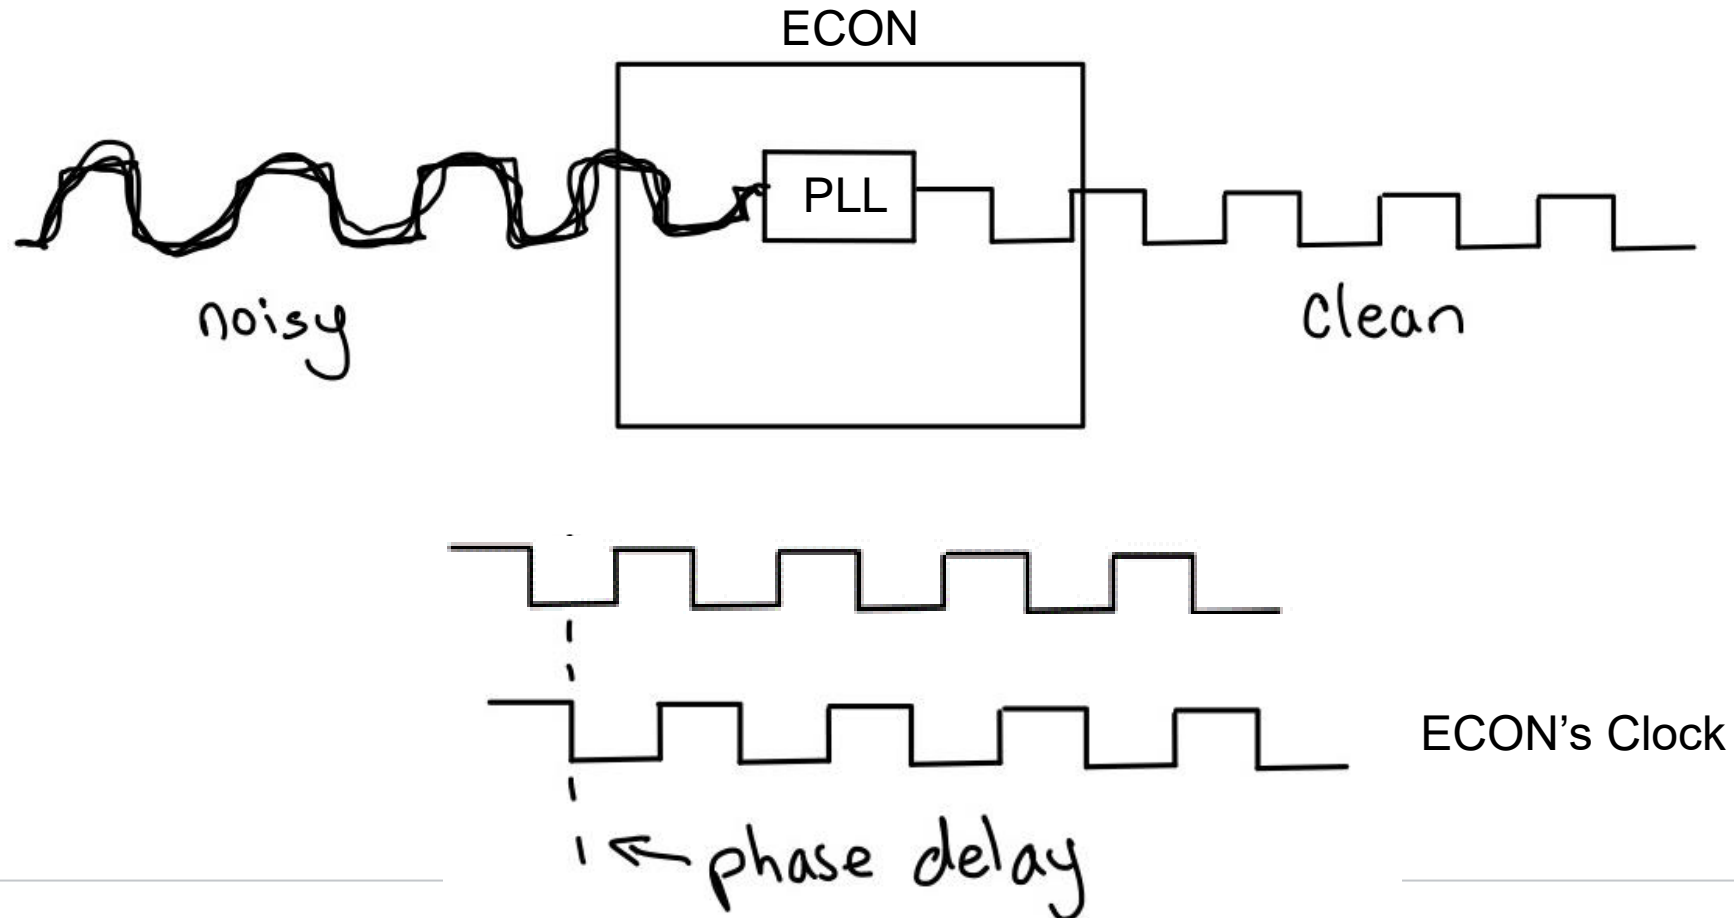 ECON
PLL
noisy
clean
ECON’s Clock
phase delay